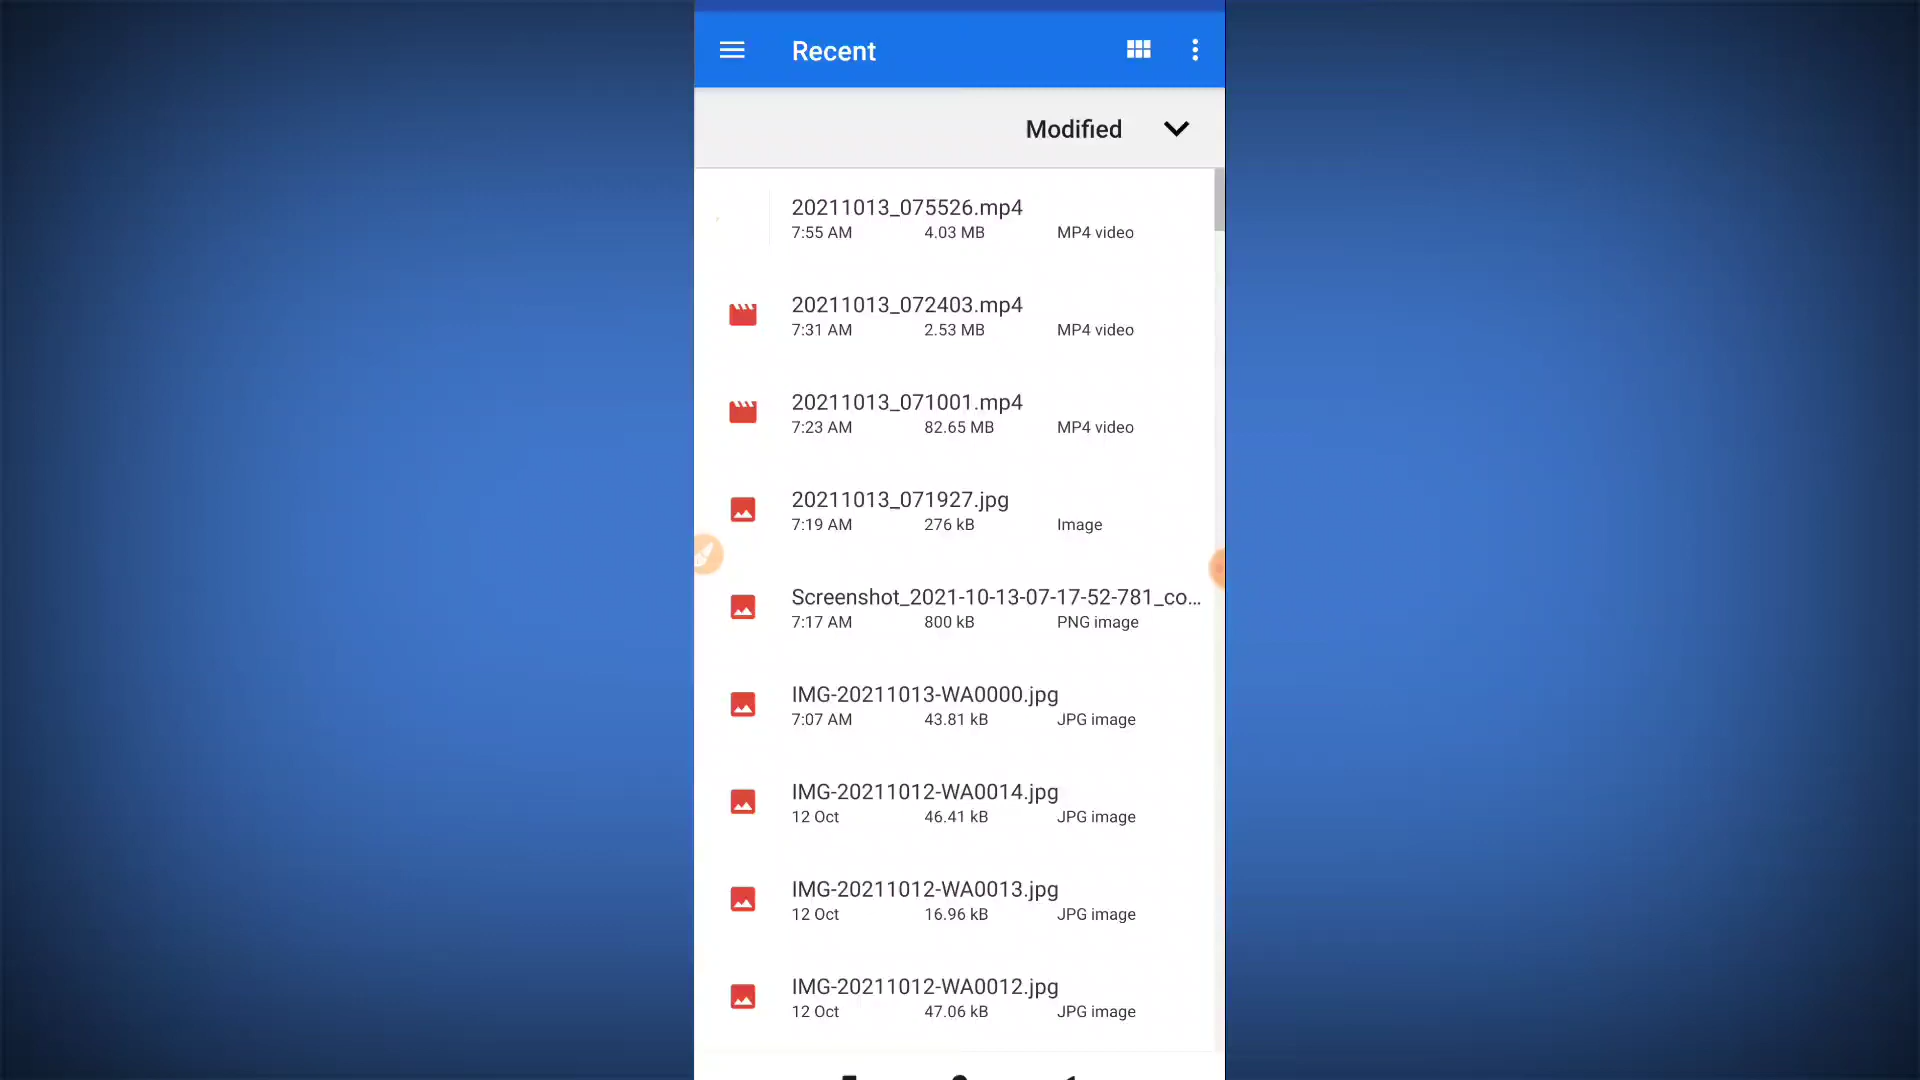 Recent
Modified
20211013_075526.mp4
7:55 AM 4.03 MB MP4 video
20211013_072403.mp4
7:31 AM 2.53 MB MP4 video
20211013_071001.mp4
7:23 AM 82.65 MB MP4 video
20211013_071927.jpg
7:19 AM 276 kB Image
Screenshot_2021-10-13-07-17-52-781_co...
7:17 AM 800 kB PNG image
IMG-20211013-WA0000.jpg
7:07 AM 43.81 kB JPG image
IMG-20211012-WA0014.jpg
12 Oct 46.41 kB JPG image
IMG-20211012-WA0013.jpg
12 Oct 16.96 kB JPG image
IMG-20211012-WA0012.jpg
12 Oct 47.06 kB JPG image